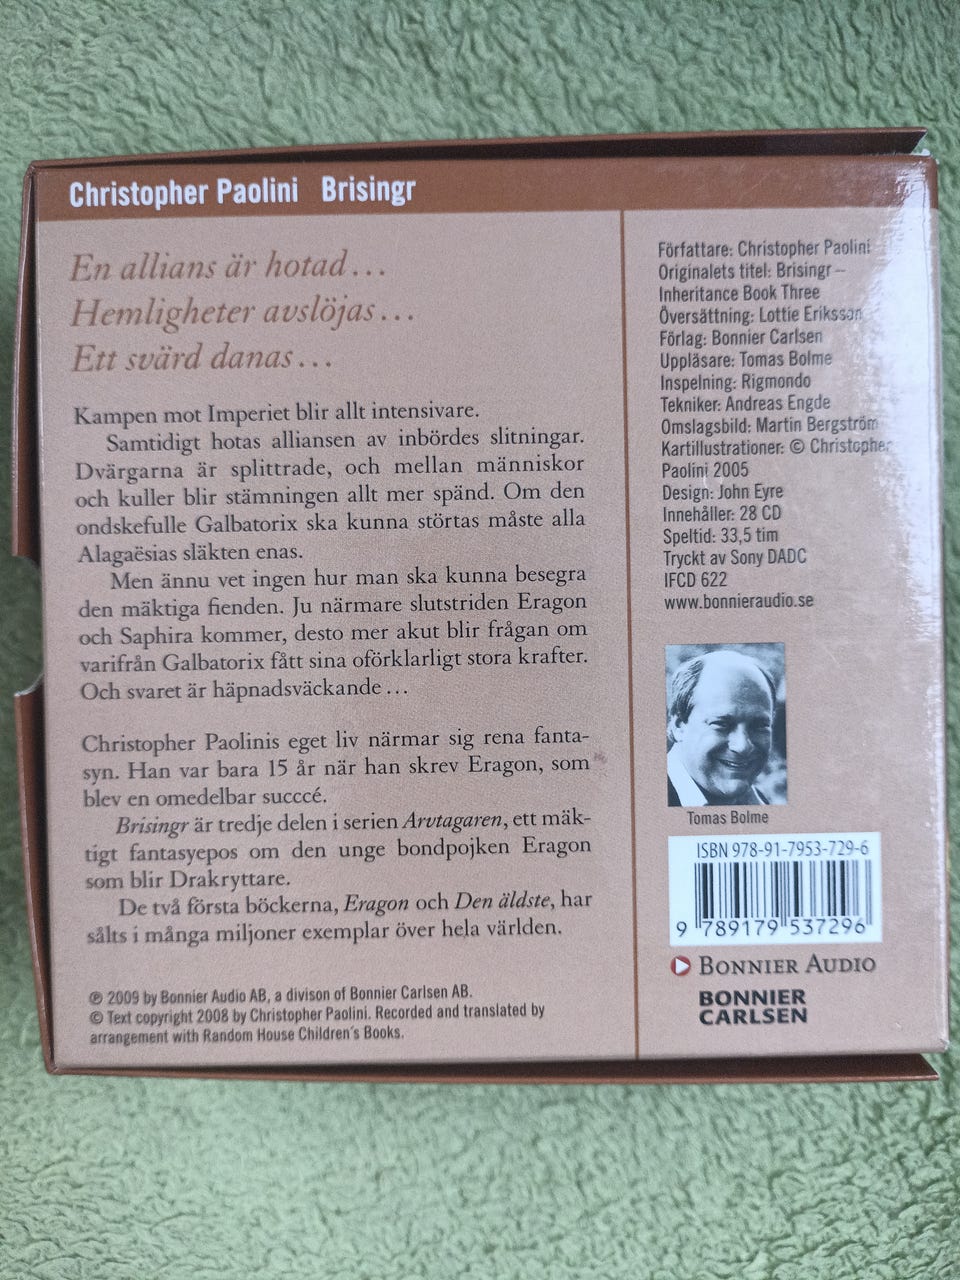 Christopher Paolini Brisingr
En allians är hotad...
Hemligheter avslöjas...
Ett svärd danas...
Kampen mot Imperiet blir allt intensivare.
Samtidigt hotas alliansen av inbördes slitningar.
Dvärgarna är splittrade, och mellan människor
och kuller blir stämningen allt mer spänd. Om den
ondskefulle Galbatorix ska kunna störtas måste alla
Alagaësias släkten enas.
Men ännu vet ingen hur man ska kunna besegra
den mäktiga fienden. Ju närmare slutstriden Eragon
och Saphira kommer, desto mer akut blir frågan om
varifrån Galbatorix fått sina oförklarligt stora krafter.
Och svaret är häpnadsväckande...
Christopher Paolinis eget liv närmar sig rena fanta-
syn. Han var bara 15 år när han skrev Eragon, som
blev en omedelbar succcé.
Brisingr är tredje delen i serien Arvtagaren, ett mäk-
tigt fantasyepos om den unge bondpojken Eragon
som blir Drakryttare.
De två första böckerna, Eragon och Den äldste, har
sålts i många miljoner exemplar över hela världen.
℗ 2009 by Bonnier Audio AB, a divison of Bonnier Carlsen AB.
© Text copyright 2008 by Christopher Paolini. Recorded and translated by
arrangement with Random House Children´s Books.
Författare: Christopher Paolini
Originalets titel: Brisingr –
Inheritance Book Three
Översättning: Lottie Eriksson
Förlag: Bonnier Carlsen
Uppläsare: Tomas Bolme
Inspelning: Rigmondo
Tekniker: Andreas Engde
Omslagsbild: Martin Bergström
Kartillustrationer: © Christopher
Paolini 2005
Design: John Eyre
Innehåller: 28 CD
Speltid: 33,5 tim
Tryckt av Sony DADC
IFCD 622
www.bonnieraudio.se
Tomas Bolme
ISBN 978-91-7953-729-6
9 789179 537296
BONNIER AUDIO
BONNIER
CARLSEN